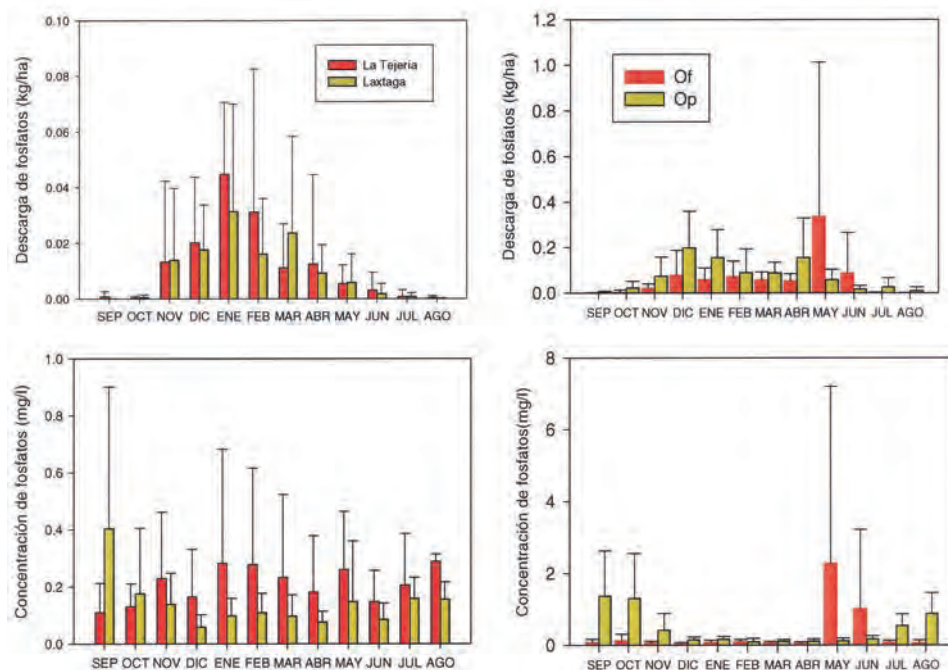 Descarga de fosfatos (kg/ha)
0.10
0.08
0.06
0.04
0.02
0.00
La Tejería
Laxtaga
SEP OCT NOV DIC ENE FEB MAR ABR MAY JUN JUL AGO
Descarga de fosfatos (kg/ha)
1.2
1.0
0.8
0.6
0.4
0.2
0.0
Of
Op
SEP OCT NOV DIC ENE FEB MAR ABR MAY JUN JUL AGO
Concentración de fosfatos (mg/l)
1.0
0.8
0.6
0.4
0.2
0.0
SEP OCT NOV DIC ENE FEB MAR ABR MAY JUN JUL AGO
Concentración de fosfatos(mg/l)
8
6
4
2
0
SEP OCT NOV DIC ENE FEB MAR ABR MAY JUN JUL AGO